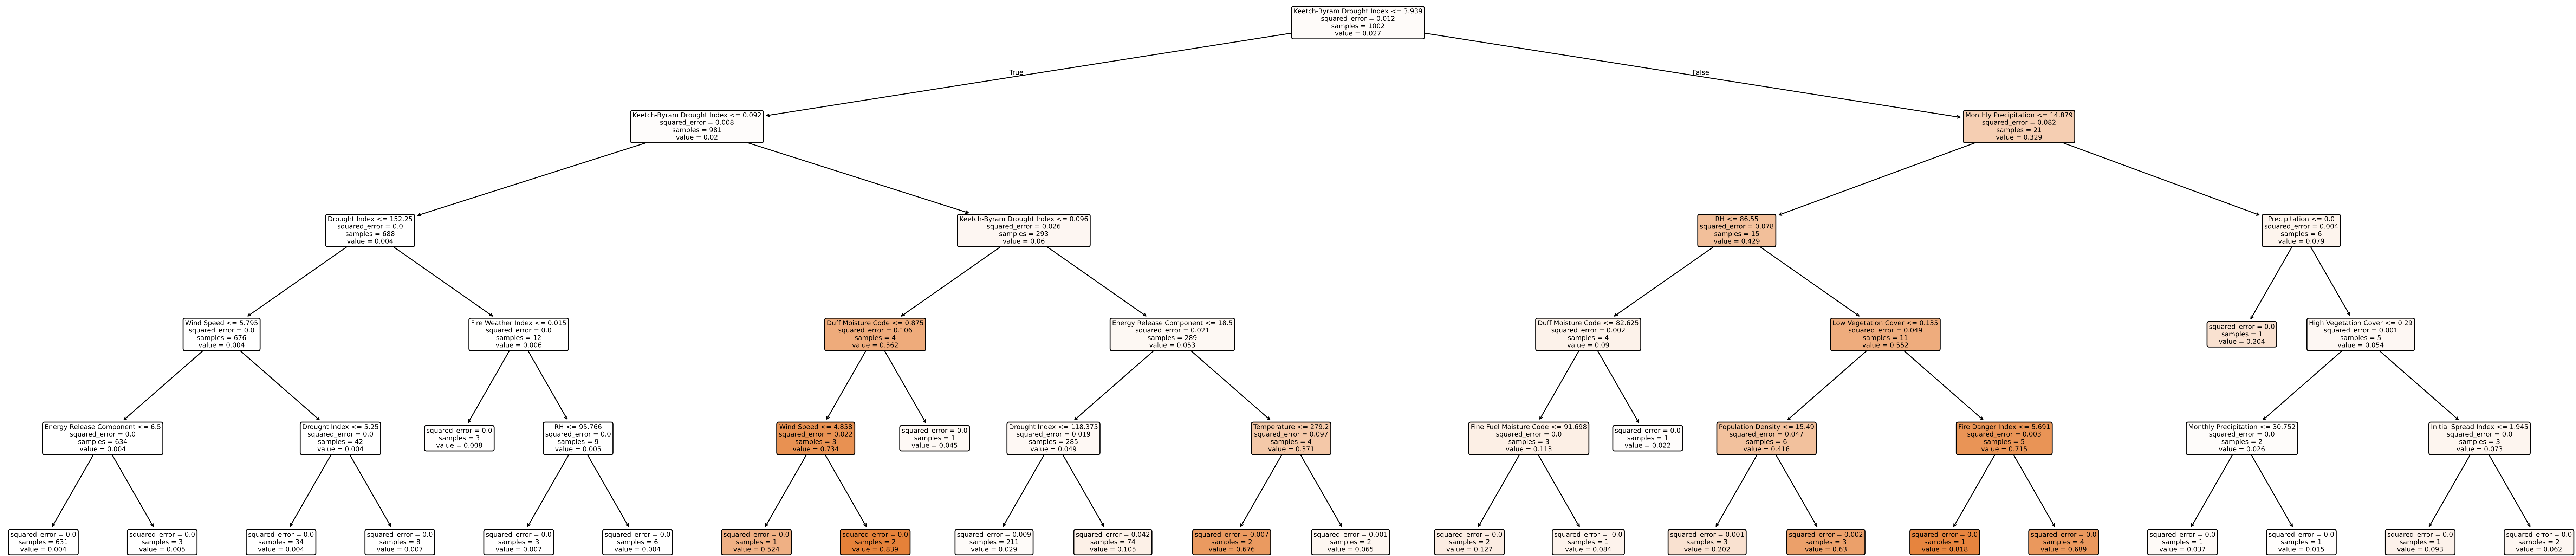 Keetch-Byram Drought Index <= 3.939
squared_error = 0.012
samples = 1002
value = 0.027
True
False
Keetch-Byram Drought Index <= 0.092
squared_error = 0.008
samples = 981
value = 0.02
Monthly Precipitation <= 14.879
squared_error = 0.082
samples = 21
value = 0.329
Drought Index <= 152.25
squared_error = 0.0
samples = 688
value = 0.004
Keetch-Byram Drought Index <= 0.096
squared_error = 0.026
samples = 293
value = 0.06
RH <= 86.55
squared_error = 0.078
samples = 15
value = 0.429
Precipitation <= 0.0
squared_error = 0.004
samples = 6
value = 0.079
Wind Speed <= 5.795
squared_error = 0.0
samples = 676
value = 0.004
Fire Weather Index <= 0.015
squared_error = 0.0
samples = 12
value = 0.006
Duff Moisture Code <= 0.875
squared_error = 0.106
samples = 4
value = 0.562
Energy Release Component <= 18.5
squared_error = 0.021
samples = 289
value = 0.053
Duff Moisture Code <= 82.625
squared_error = 0.002
samples = 4
value = 0.09
Low Vegetation Cover <= 0.135
squared_error = 0.049
samples = 11
value = 0.552
squared_error = 0.0
samples = 1
value = 0.204
High Vegetation Cover <= 0.29
squared_error = 0.001
samples = 5
value = 0.054
Energy Release Component <= 6.5
squared_error = 0.0
samples = 634
value = 0.004
Drought Index <= 5.25
squared_error = 0.0
samples = 42
value = 0.004
squared_error = 0.0
samples = 3
value = 0.008
RH <= 95.766
squared_error = 0.0
samples = 9
value = 0.005
Wind Speed <= 4.858
squared_error = 0.022
samples = 3
value = 0.734
squared_error = 0.0
samples = 1
value = 0.045
Drought Index <= 118.375
squared_error = 0.019
samples = 285
value = 0.049
Temperature <= 279.2
squared_error = 0.097
samples = 4
value = 0.371
Fine Fuel Moisture Code <= 91.698
squared_error = 0.0
samples = 3
value = 0.113
squared_error = 0.0
samples = 1
value = 0.022
Population Density <= 15.49
squared_error = 0.047
samples = 6
value = 0.416
Fire Danger Index <= 5.691
squared_error = 0.003
samples = 5
value = 0.715
Monthly Precipitation <= 30.752
squared_error = 0.0
samples = 2
value = 0.026
Initial Spread Index <= 1.945
squared_error = 0.0
samples = 3
value = 0.073
squared_error = 0.0
samples = 631
value = 0.004
squared_error = 0.0
samples = 3
value = 0.005
squared_error = 0.0
samples = 34
value = 0.004
squared_error = 0.0
samples = 8
value = 0.007
squared_error = 0.0
samples = 3
value = 0.007
squared_error = 0.0
samples = 6
value = 0.004
squared_error = 0.0
samples = 1
value = 0.524
squared_error = 0.0
samples = 2
value = 0.839
squared_error = 0.009
samples = 211
value = 0.029
squared_error = 0.042
samples = 74
value = 0.105
squared_error = 0.007
samples = 2
value = 0.676
squared_error = 0.001
samples = 2
value = 0.065
squared_error = 0.0
samples = 2
value = 0.127
squared_error = -0.0
samples = 1
value = 0.084
squared_error = 0.001
samples = 3
value = 0.202
squared_error = 0.002
samples = 3
value = 0.63
squared_error = 0.0
samples = 1
value = 0.818
squared_error = 0.002
samples = 4
value = 0.689
squared_error = 0.0
samples = 1
value = 0.037
squared_error = 0.0
samples = 1
value = 0.015
squared_error = 0.0
samples = 1
value = 0.093
squared_error = 0.0
samples = 2
value = 0.062